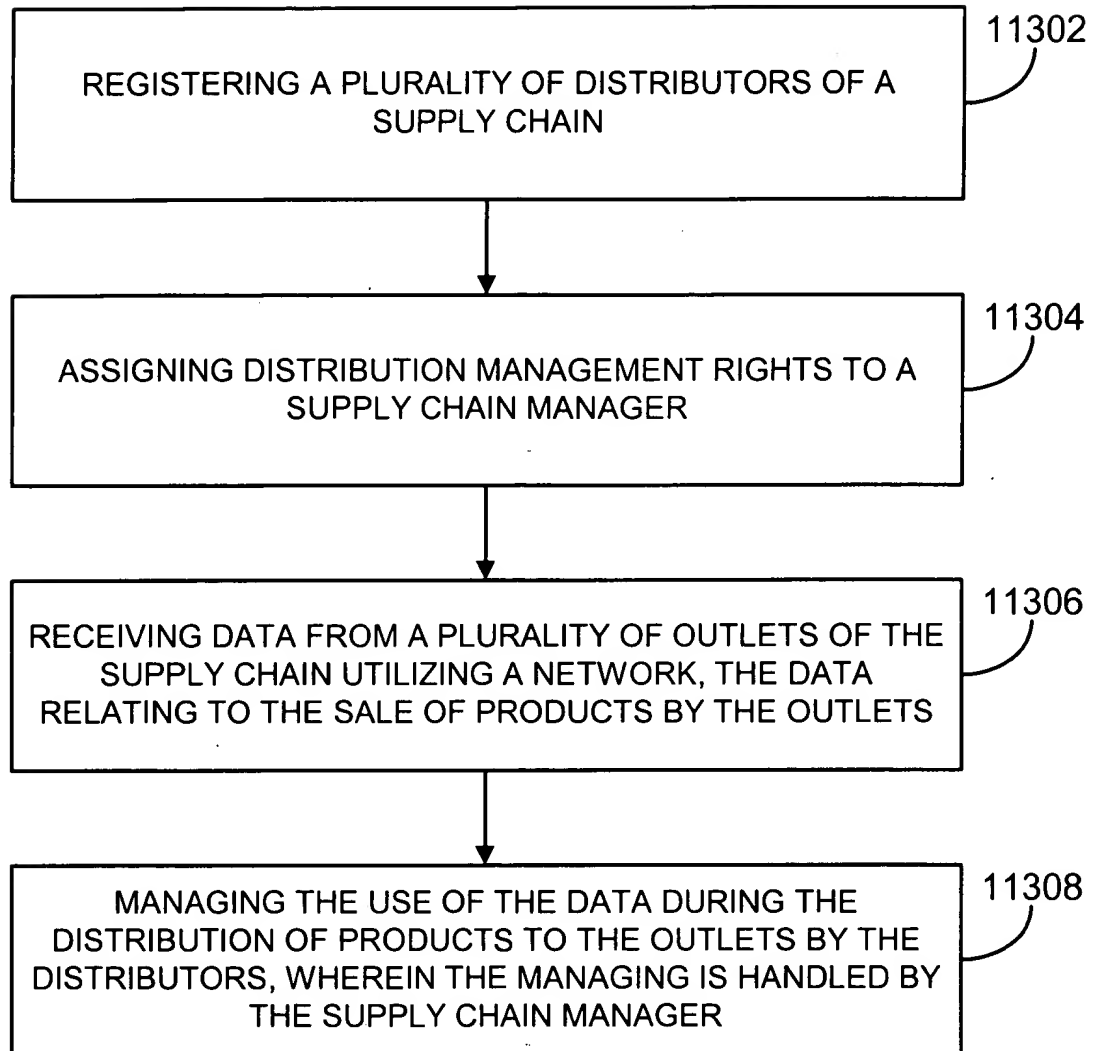 11302
REGISTERING A PLURALITY OF DISTRIBUTORS OF A
SUPPLY CHAIN
11304
ASSIGNING DISTRIBUTION MANAGEMENT RIGHTS TO A
SUPPLY CHAIN MANAGER
11306
RECEIVING DATA FROM A PLURALITY OF OUTLETS OF THE
SUPPLY CHAIN UTILIZING A NETWORK, THE DATA
RELATING TO THE SALE OF PRODUCTS BY THE OUTLETS
11308
MANAGING THE USE OF THE DATA DURING THE
DISTRIBUTION OF PRODUCTS TO THE OUTLETS BY THE
DISTRIBUTORS, WHEREIN THE MANAGING IS HANDLED BY
THE SUPPLY CHAIN MANAGER